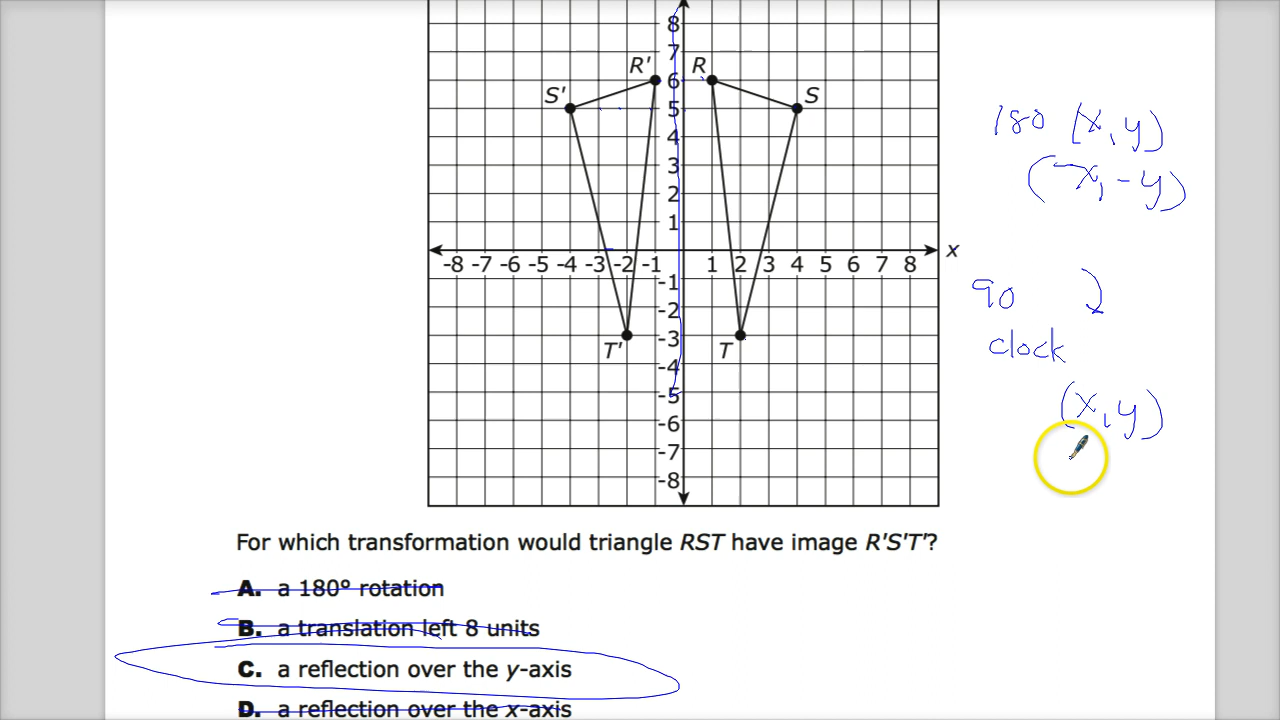 8
7
R' 6 R
S' 5 S
4
3
2
1
x
-8 -7 -6 -5 -4 -3 -2 -1 1 2 3 4 5 6 7 8
-1
-2
-3
T' T
-4
-5
-6
-7
-8
180 (x, y)
(-x, -y)
90
clock
(x, y)
For which transformation would triangle RST have image R'S'T'?
A. a 180° rotation
B. a translation left 8 units
C. a reflection over the y-axis
D. a reflection over the x-axis